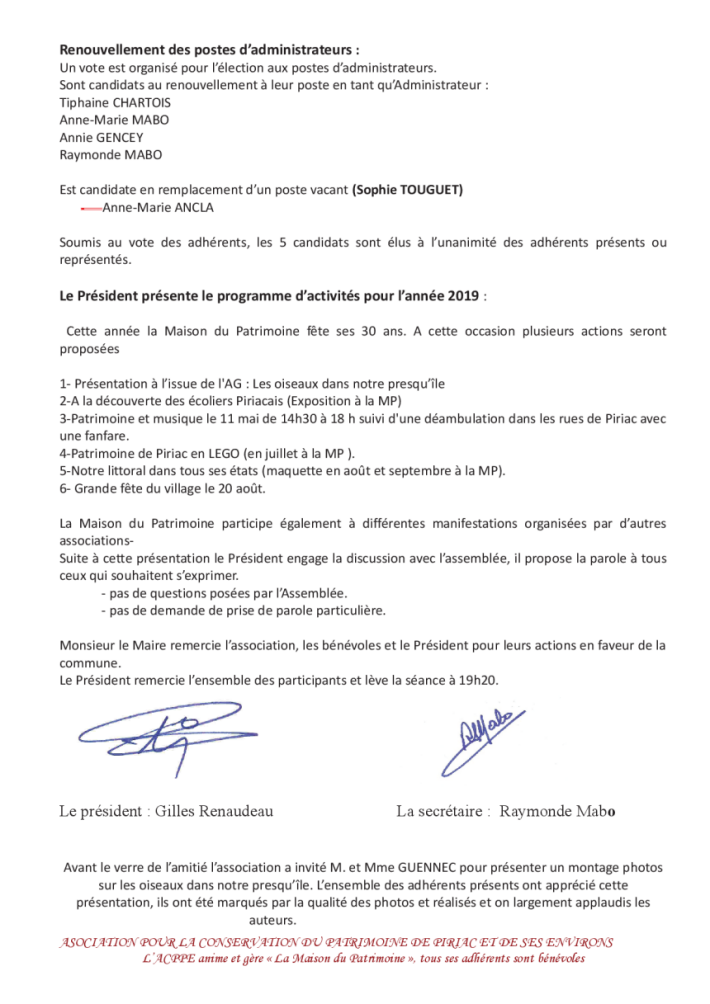 Renouvellement des postes d’administrateurs :
Un vote est organisé pour l’élection aux postes d’administrateurs.
Sont candidats au renouvellement à leur poste en tant qu’Administrateur :
Tiphaine CHARTOIS
Anne-Marie MABO
Annie GENCEY
Raymonde MABO
Est candidate en remplacement d’un poste vacant (Sophie TOUGUET)
Anne-Marie ANCLA
Soumis au vote des adhérents, les 5 candidats sont élus à l’unanimité des adhérents présents ou
représentés.
Le Président présente le programme d’activités pour l’année 2019 :
Cette année la Maison du Patrimoine fête ses 30 ans. A cette occasion plusieurs actions seront
proposées
1- Présentation à l’issue de l'AG : Les oiseaux dans notre presqu’île
2-A la découverte des écoliers Piriacais (Exposition à la MP)
3-Patrimoine et musique le 11 mai de 14h30 à 18 h suivi d'une déambulation dans les rues de Piriac avec
une fanfare.
4-Patrimoine de Piriac en LEGO (en juillet à la MP ).
5-Notre littoral dans tous ses états (maquette en août et septembre à la MP).
6- Grande fête du village le 20 août.
La Maison du Patrimoine participe également à différentes manifestations organisées par d’autres
associations-
Suite à cette présentation le Président engage la discussion avec l’assemblée, il propose la parole à tous
ceux qui souhaitent s’exprimer.
- pas de questions posées par l’Assemblée.
- pas de demande de prise de parole particulière.
Monsieur le Maire remercie l’association, les bénévoles et le Président pour leurs actions en faveur de la
commune.
Le Président remercie l’ensemble des participants et lève la séance à 19h20.
RMabo
Le président : Gilles Renaudeau La secrétaire : Raymonde Mabo
Avant le verre de l’amitié l’association a invité M. et Mme GUENNEC pour présenter un montage photos
sur les oiseaux dans notre presqu’île. L’ensemble des adhérents présents ont apprécié cette
présentation, ils ont été marqués par la qualité des photos et réalisés et on largement applaudis les
auteurs.
ASOCIATION POUR LA CONSERVATION DU PATRIMOINE DE PIRIAC ET DE SES ENVIRONS
L’ACPPE anime et gère « La Maison du Patrimoine », tous ses adhérents sont bénévoles